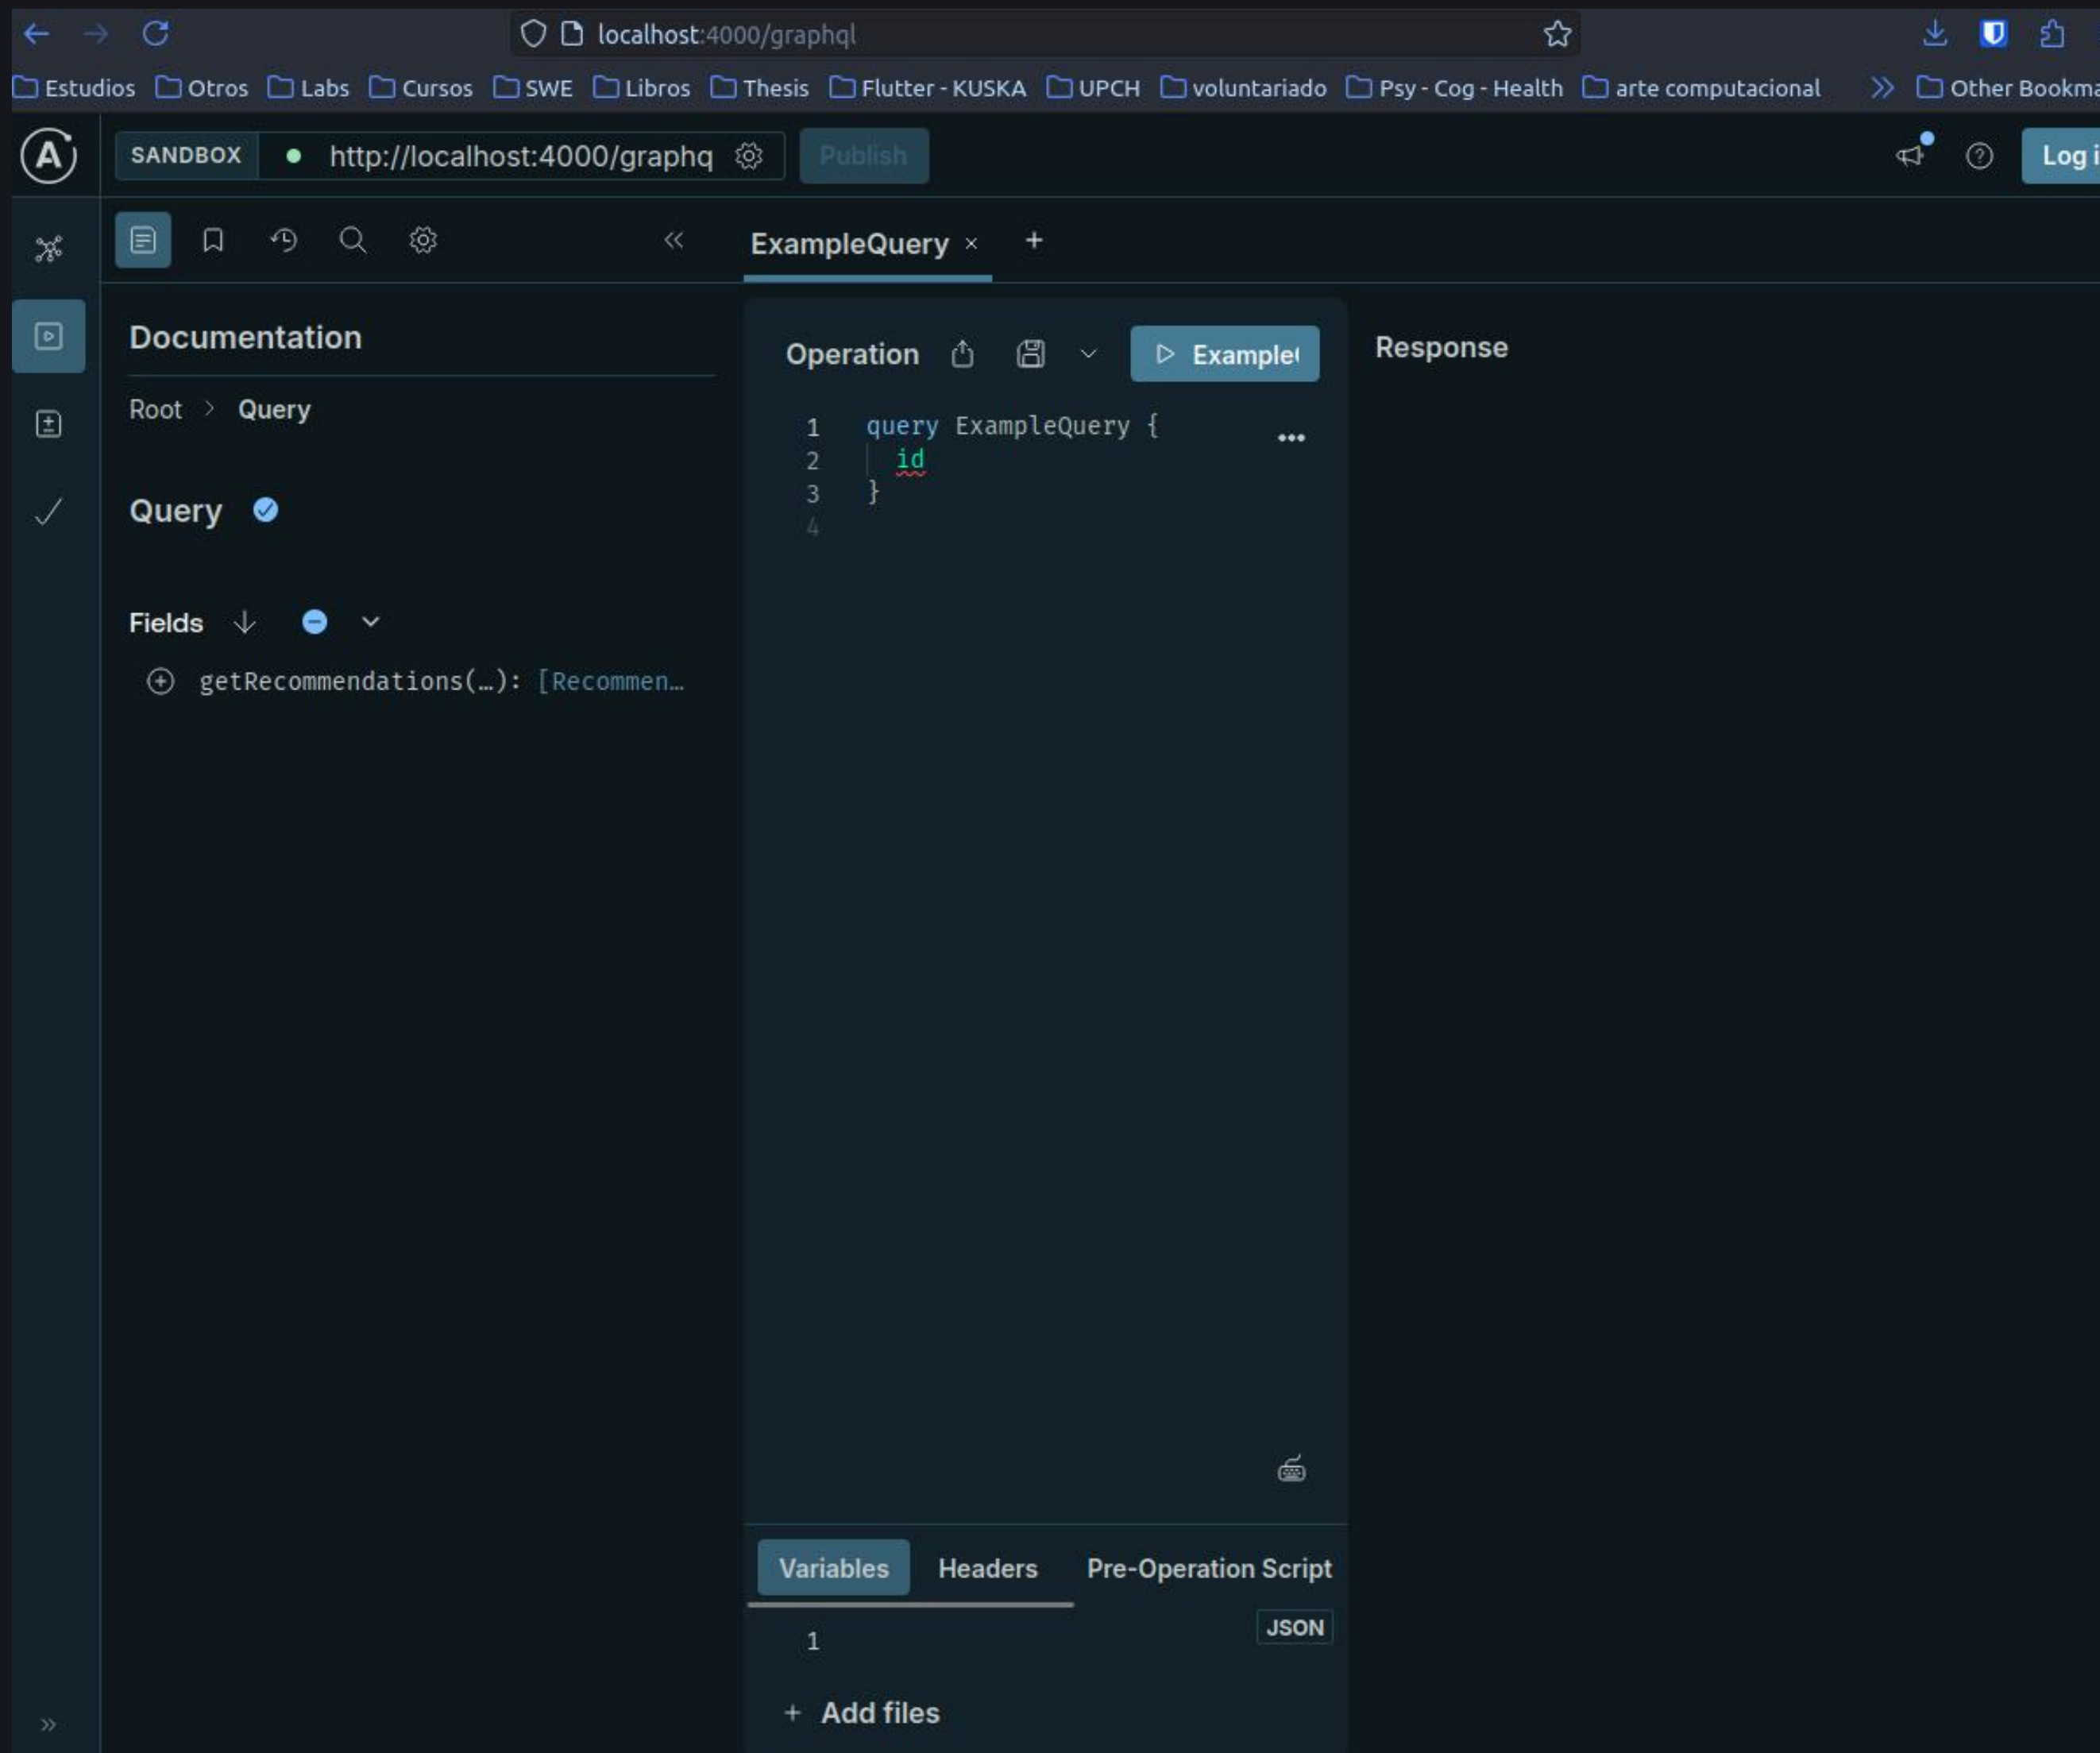 localhost:4000/graphql
Estudios Otros Labs Cursos SWE Libros Thesis Flutter - KUSKA UPCH voluntariado Psy - Cog - Health arte computacional Other Bookma
SANDBOX http://localhost:4000/graphq Publish Log i
ExampleQuery
Documentation
Root > Query
Query
Fields
getRecommendations(…): [Recommen…
Operation Example
1 query ExampleQuery {
2 id
3 }
4
Response
Variables Headers Pre-Operation Script
1 JSON
+ Add files